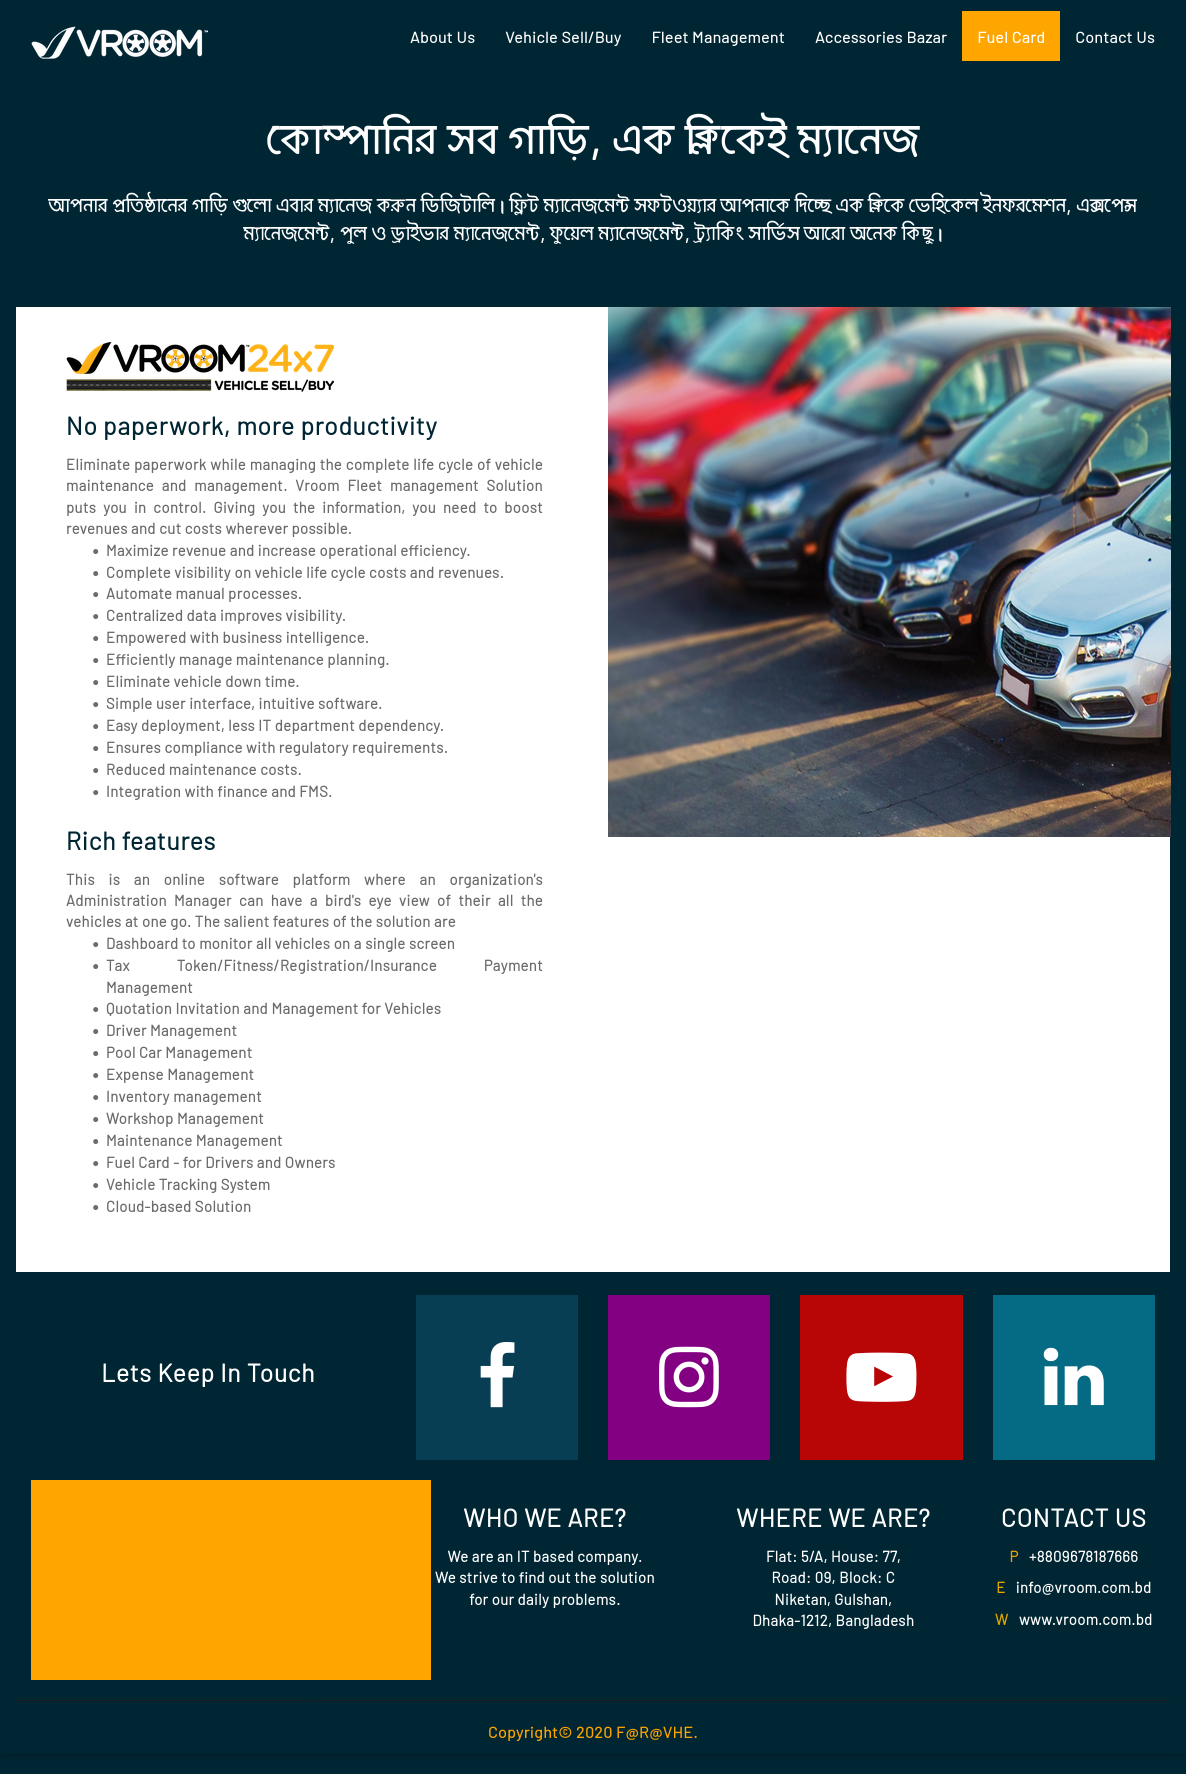 VROOM™
About Us Vehicle Sell/Buy Fleet Management Accessories Bazar Fuel Card Contact Us
কোম্পানির সব গাড়ি, এক ক্লিকেই ম্যানেজ
আপনার প্রতিষ্ঠানের গাড়ি গুলো এবার ম্যানেজ করুন ডিজিটালি। ফ্লিট ম্যানেজমেন্ট সফটওয়্যার আপনাকে দিচ্ছে এক ক্লিকে ভেহিকেল ইনফরমেশন, এক্সপেন্স
ম্যানেজমেন্ট, পুল ও ড্রাইভার ম্যানেজমেন্ট, ফুয়েল ম্যানেজমেন্ট, ট্র্যাকিং সার্ভিস আরো অনেক কিছু।
VROOM™24x7
VEHICLE SELL/BUY
No paperwork, more productivity
Eliminate paperwork while managing the complete life cycle of vehicle
maintenance and management. Vroom Fleet management Solution
puts you in control. Giving you the information, you need to boost
revenues and cut costs wherever possible.
• Maximize revenue and increase operational efficiency.
• Complete visibility on vehicle life cycle costs and revenues.
• Automate manual processes.
• Centralized data improves visibility.
• Empowered with business intelligence.
• Efficiently manage maintenance planning.
• Eliminate vehicle down time.
• Simple user interface, intuitive software.
• Easy deployment, less IT department dependency.
• Ensures compliance with regulatory requirements.
• Reduced maintenance costs.
• Integration with finance and FMS.
Rich features
This is an online software platform where an organization's
Administration Manager can have a bird's eye view of their all the
vehicles at one go. The salient features of the solution are
• Dashboard to monitor all vehicles on a single screen
• Tax Token/Fitness/Registration/Insurance Payment
Management
• Quotation Invitation and Management for Vehicles
• Driver Management
• Pool Car Management
• Expense Management
• Inventory management
• Workshop Management
• Maintenance Management
• Fuel Card - for Drivers and Owners
• Vehicle Tracking System
• Cloud-based Solution
Lets Keep In Touch
WHO WE ARE?
We are an IT based company.
We strive to find out the solution
for our daily problems.
WHERE WE ARE?
Flat: 5/A, House: 77,
Road: 09, Block: C
Niketan, Gulshan,
Dhaka-1212, Bangladesh
CONTACT US
P +8809678187666
E info@vroom.com.bd
W www.vroom.com.bd
Copyright© 2020 F@R@VHE.